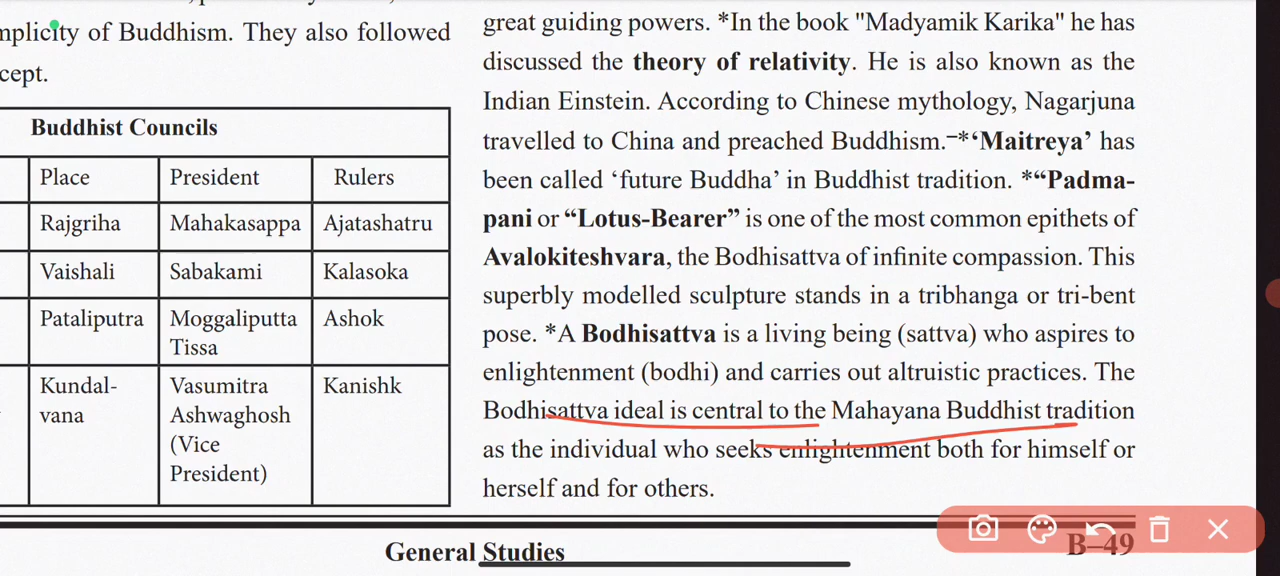 mplicity of Buddhism. They also followed
cept.
Buddhist Councils
Place President Rulers
Rajgriha Mahakasappa Ajatashatru
Vaishali Sabakami Kalasoka
Pataliputra Moggaliputta Tissa Ashok
Kundal-vana Vasumitra Ashwaghosh (Vice President) Kanishk
great guiding powers. *In the book "Madyamik Karika" he has
discussed the theory of relativity. He is also known as the
Indian Einstein. According to Chinese mythology, Nagarjuna
travelled to China and preached Buddhism.–*‘Maitreya’ has
been called ‘future Buddha’ in Buddhist tradition. *“Padma-
pani or “Lotus-Bearer” is one of the most common epithets of
Avalokiteshvara, the Bodhisattva of infinite compassion. This
superbly modelled sculpture stands in a tribhanga or tri-bent
pose. *A Bodhisattva is a living being (sattva) who aspires to
enlightenment (bodhi) and carries out altruistic practices. The
Bodhisattva ideal is central to the Mahayana Buddhist tradition
as the individual who seeks enlightenment both for himself or
herself and for others.
General Studies
B–49